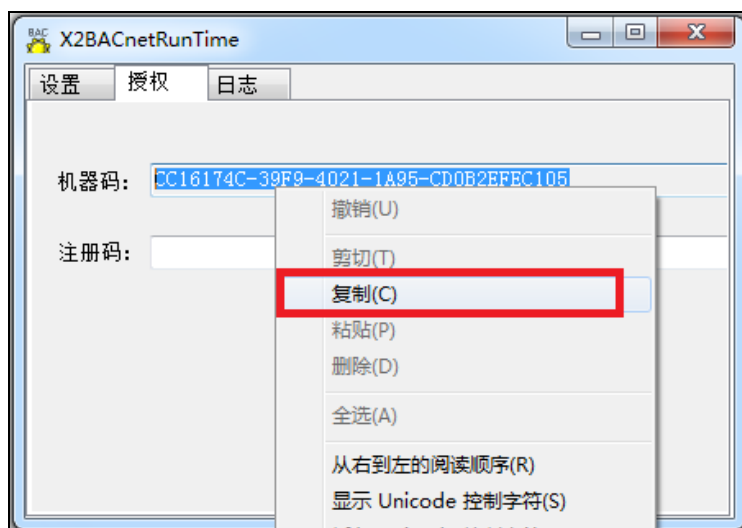 BAC X2BACnetRunTime
设置 授权 日志
机器码: CC16174C-39F9-4021-1A95-CD0B2EFEC105
撤销(U)
注册码:
剪切(T)
复制(C)
粘贴(P)
删除(D)
全选(A)
从右到左的阅读顺序(R)
显示 Unicode 控制字符(S)